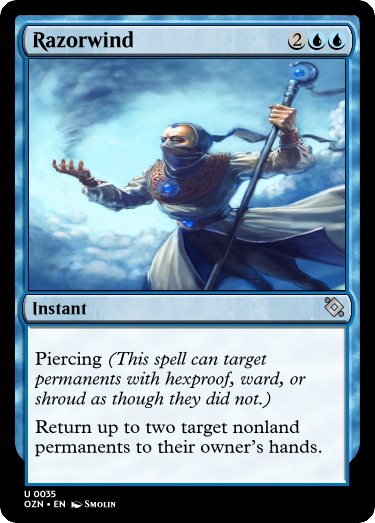 Razorwind 2
Instant
Piercing (This spell can target
permanents with hexproof, ward, or
shroud as though they did not.)
Return up to two target nonland
permanents to their owner's hands.
U 0035
OZN • EN Smolin